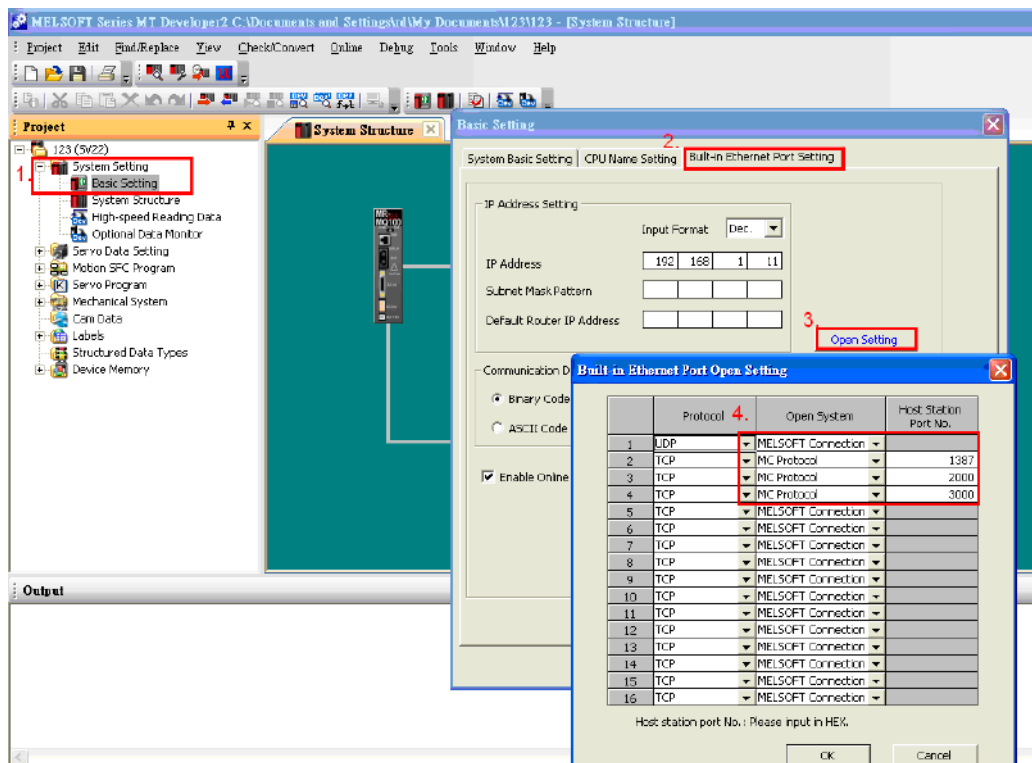 MELSOFT Series MT Developer2 C:\Documents and Settings\rd\My Documents\123\123 - [System Structure]
Project Edit Find/Replace View Check/Convert Online Debug Tools Window Help
Project
System Structure
123 (SV22)
1.
System Setting
Basic Setting
System Structure
High-speed Reading Data
Optional Data Monitor
Servo Data Setting
Motion SFC Program
Servo Program
Mechanical System
Cam Data
Labels
Structured Data Types
Device Memory
MR-MQ100
Basic Setting
2.
System Basic Setting CPU Name Setting Built-in Ethernet Port Setting
IP Address Setting
Input Format Dec.
IP Address 192 168 1 11
Subnet Mask Pattern
Default Router IP Address
3.
Open Setting
Communication D
Binary Code
ASCII Code
Enable Online
Built-in Ethernet Port Open Setting
Protocol 4. Open System Host Station Port No.
1 UDP MELSOFT Connection
2 TCP MC Protocol 1387
3 TCP MC Protocol 2000
4 TCP MC Protocol 3000
5 TCP MELSOFT Connection
6 TCP MELSOFT Connection
7 TCP MELSOFT Connection
8 TCP MELSOFT Connection
9 TCP MELSOFT Connection
10 TCP MELSOFT Connection
11 TCP MELSOFT Connection
12 TCP MELSOFT Connection
13 TCP MELSOFT Connection
14 TCP MELSOFT Connection
15 TCP MELSOFT Connection
16 TCP MELSOFT Connection
Host station port No. : Please input in HEX.
OK Cancel
Output